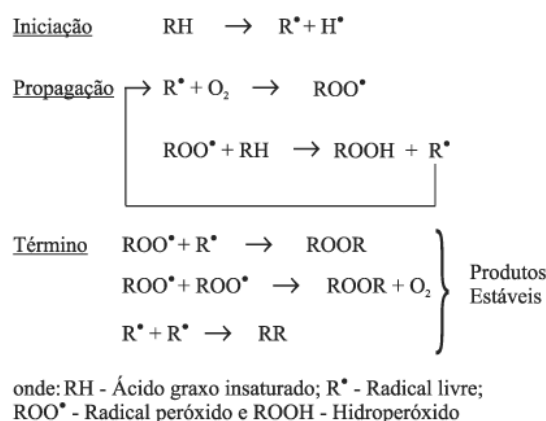 Iniciação RH → R• + H•
Propagação → R• + O₂ → ROO•
ROO• + RH → ROOH + R•
Término ROO• + R• → ROOR
ROO• + ROO• → ROOR + O₂
R• + R• → RR
Produtos
Estáveis
onde: RH - Ácido graxo insaturado; R• - Radical livre;
ROO• - Radical peróxido e ROOH - Hidroperóxido